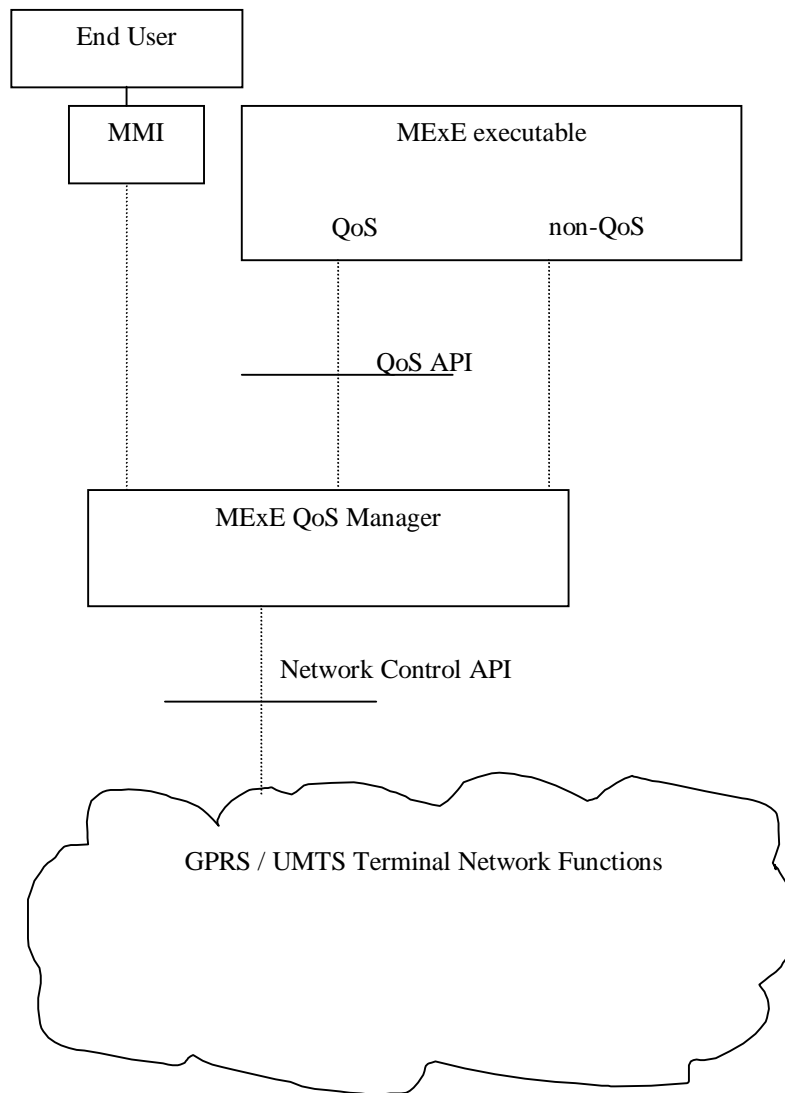 End User
MMI
MExE executable
QoS
non-QoS
QoS API
MExE QoS Manager
Network Control API
GPRS / UMTS Terminal Network Functions